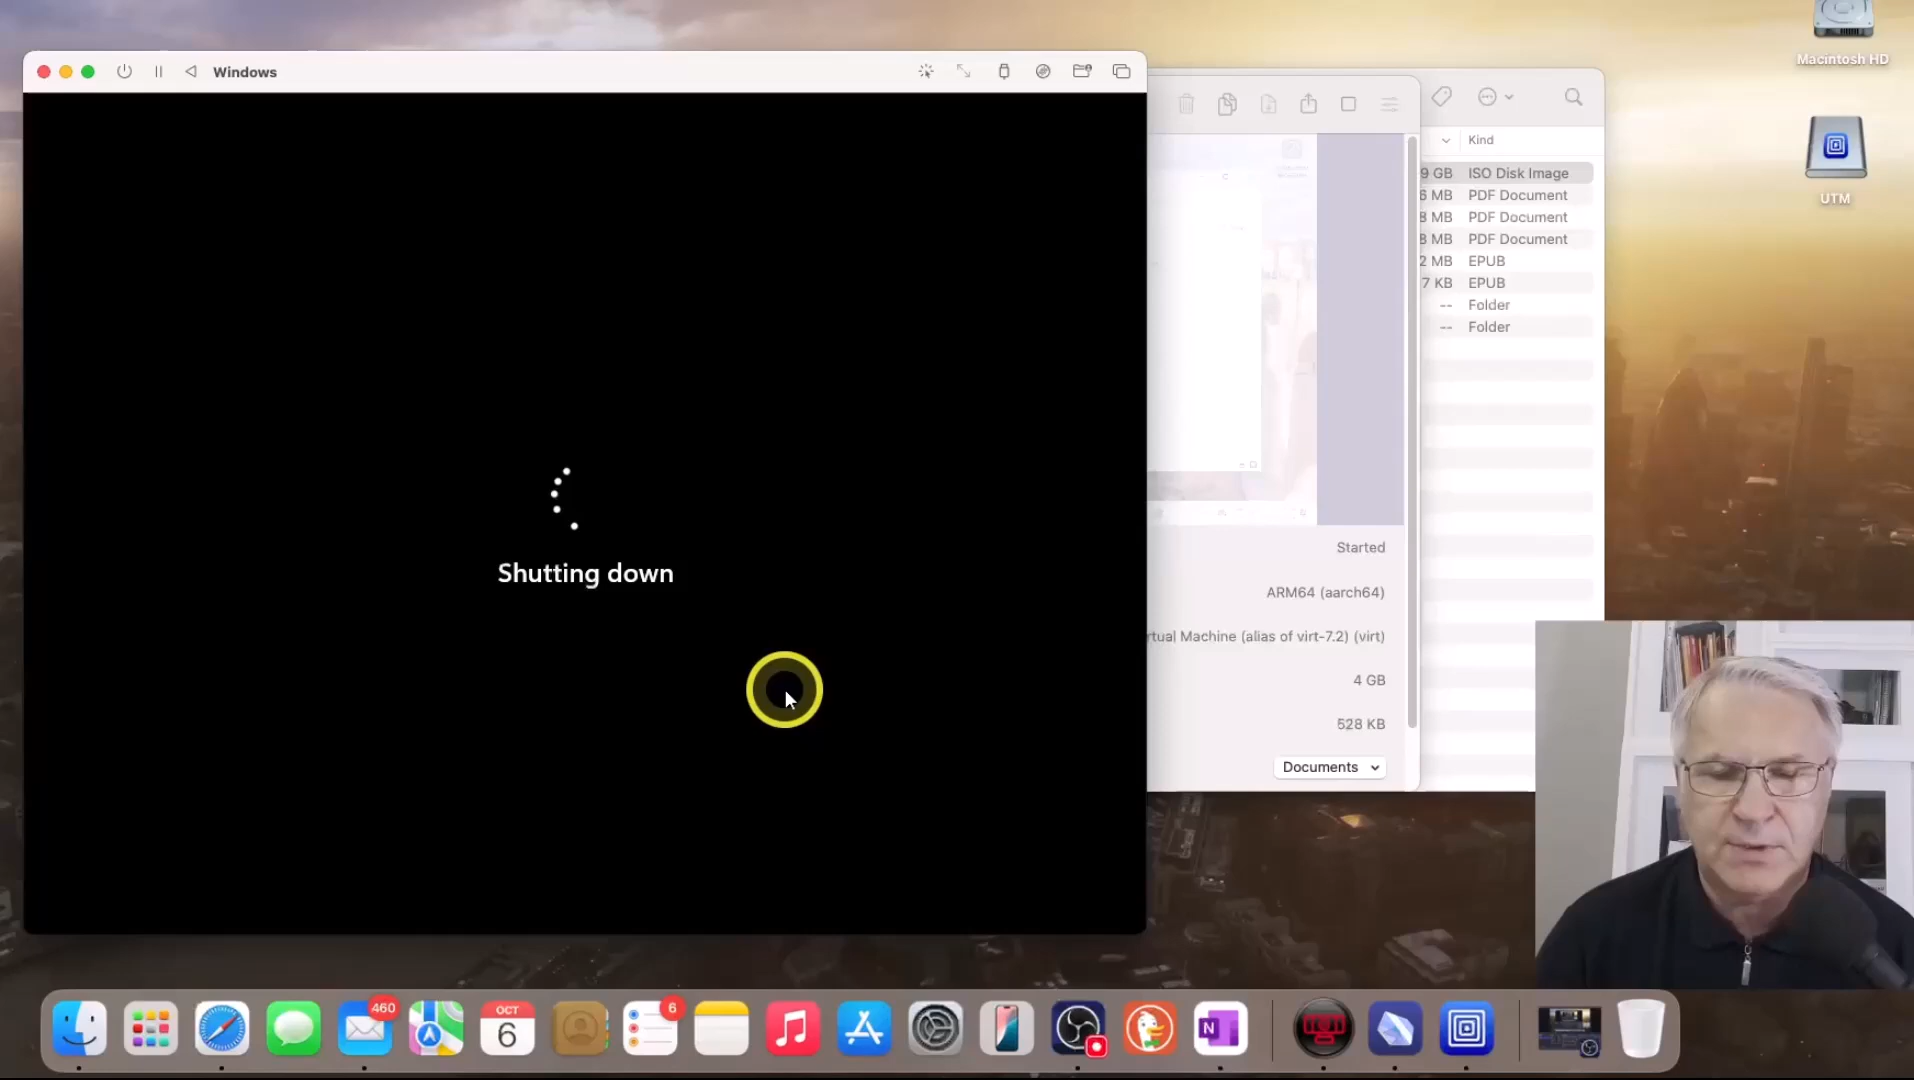 Windows
Macintosh HD
UTM
Kind
9 GB ISO Disk Image
6 MB PDF Document
8 MB PDF Document
8 MB PDF Document
2 MB EPUB
7 KB EPUB
-- Folder
-- Folder
Shutting down
Started
ARM64 (aarch64)
rtual Machine (alias of virt-7.2) (virt)
4 GB
528 KB
Documents
460
OCT
6
6
N